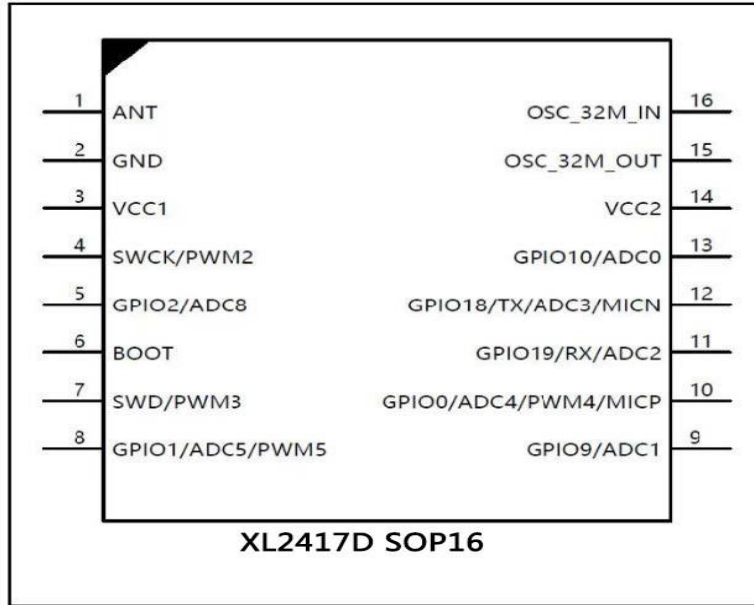 1 ANT OSC_32M_IN 16
2 GND OSC_32M_OUT 15
3 VCC1 VCC2 14
4 SWCK/PWM2 GPIO10/ADC0 13
5 GPIO2/ADC8 GPIO18/TX/ADC3/MICN 12
6 BOOT GPIO19/RX/ADC2 11
7 SWD/PWM3 GPIO0/ADC4/PWM4/MICP 10
8 GPIO1/ADC5/PWM5 GPIO9/ADC1 9
XL2417D SOP16